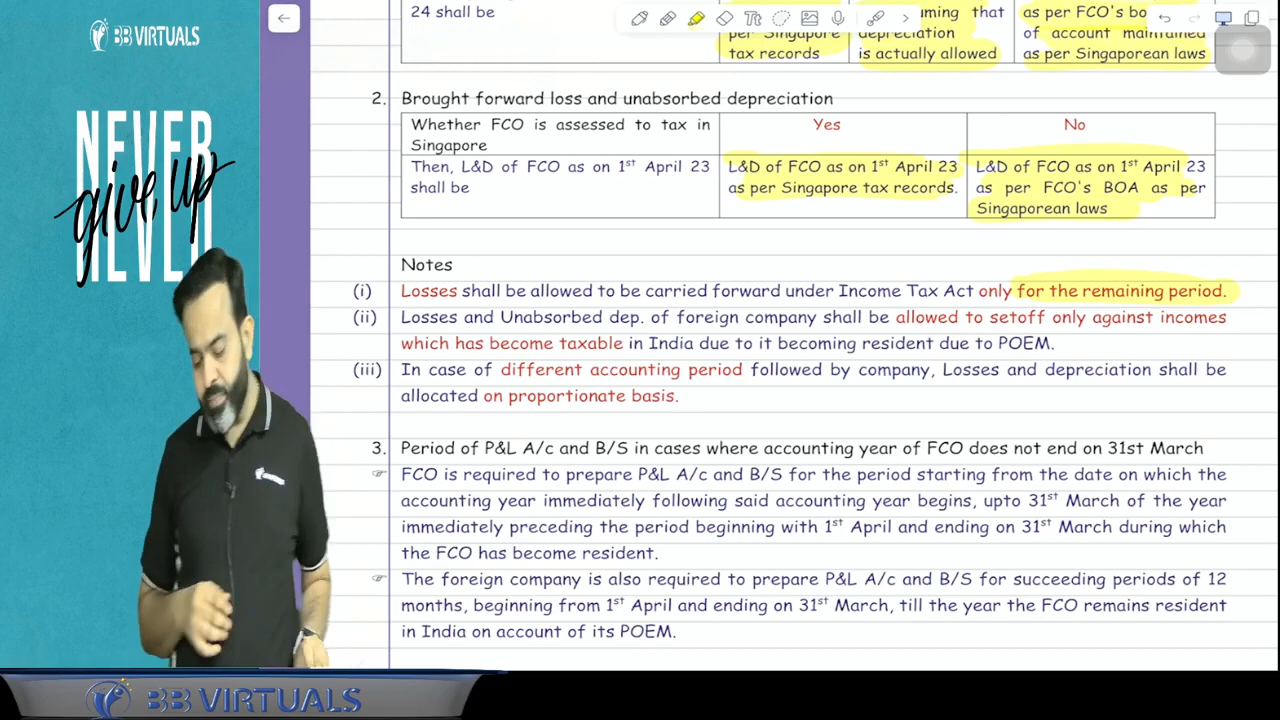 BB VIRTUALS
NEVER
give up
NEVER
24 shall be
per Singapore
tax records
uming that
depreciation
is actually allowed
as per FCO's bo
of account maintained
as per Singaporean laws
2. Brought forward loss and unabsorbed depreciation
Whether FCO is assessed to tax in
Singapore
Yes
No
Then, L&D of FCO as on 1st April 23
shall be
L&D of FCO as on 1st April 23
as per Singapore tax records.
L&D of FCO as on 1st April 23
as per FCO's BOA as per
Singaporean laws
Notes
(i) Losses shall be allowed to be carried forward under Income Tax Act only for the remaining period.
(ii) Losses and Unabsorbed dep. of foreign company shall be allowed to setoff only against incomes
which has become taxable in India due to it becoming resident due to POEM.
(iii) In case of different accounting period followed by company, Losses and depreciation shall be
allocated on proportionate basis.
3. Period of P&L A/c and B/S in cases where accounting year of FCO does not end on 31st March
☞ FCO is required to prepare P&L A/c and B/S for the period starting from the date on which the
accounting year immediately following said accounting year begins, upto 31st March of the year
immediately preceding the period beginning with 1st April and ending on 31st March during which
the FCO has become resident.
☞ The foreign company is also required to prepare P&L A/c and B/S for succeeding periods of 12
months, beginning from 1st April and ending on 31st March, till the year the FCO remains resident
in India on account of its POEM.
BB VIRTUALS